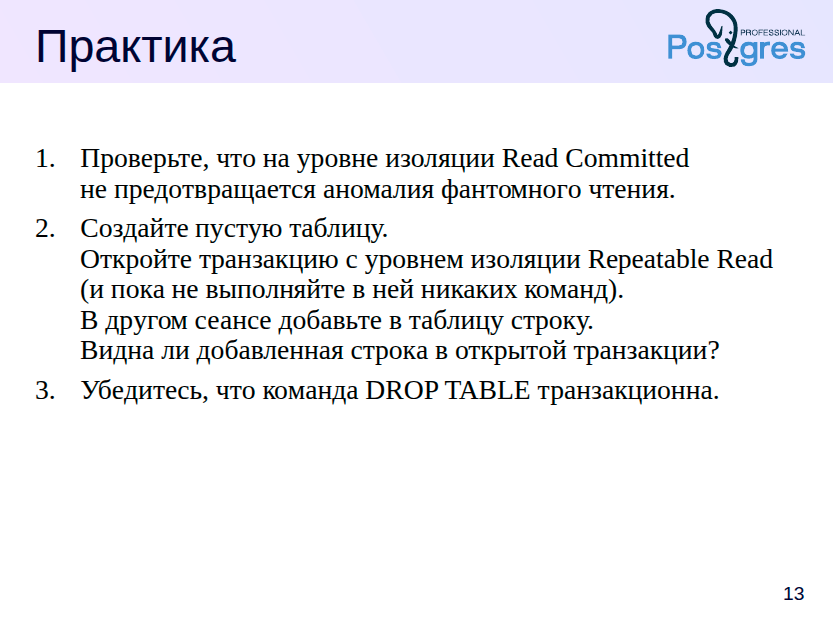 Практика
PROFESSIONAL
Postgres
1. Проверьте, что на уровне изоляции Read Committed
не предотвращается аномалия фантомного чтения.
2. Создайте пустую таблицу.
Откройте транзакцию с уровнем изоляции Repeatable Read
(и пока не выполняйте в ней никаких команд).
В другом сеансе добавьте в таблицу строку.
Видна ли добавленная строка в открытой транзакции?
3. Убедитесь, что команда DROP TABLE транзакционна.
13